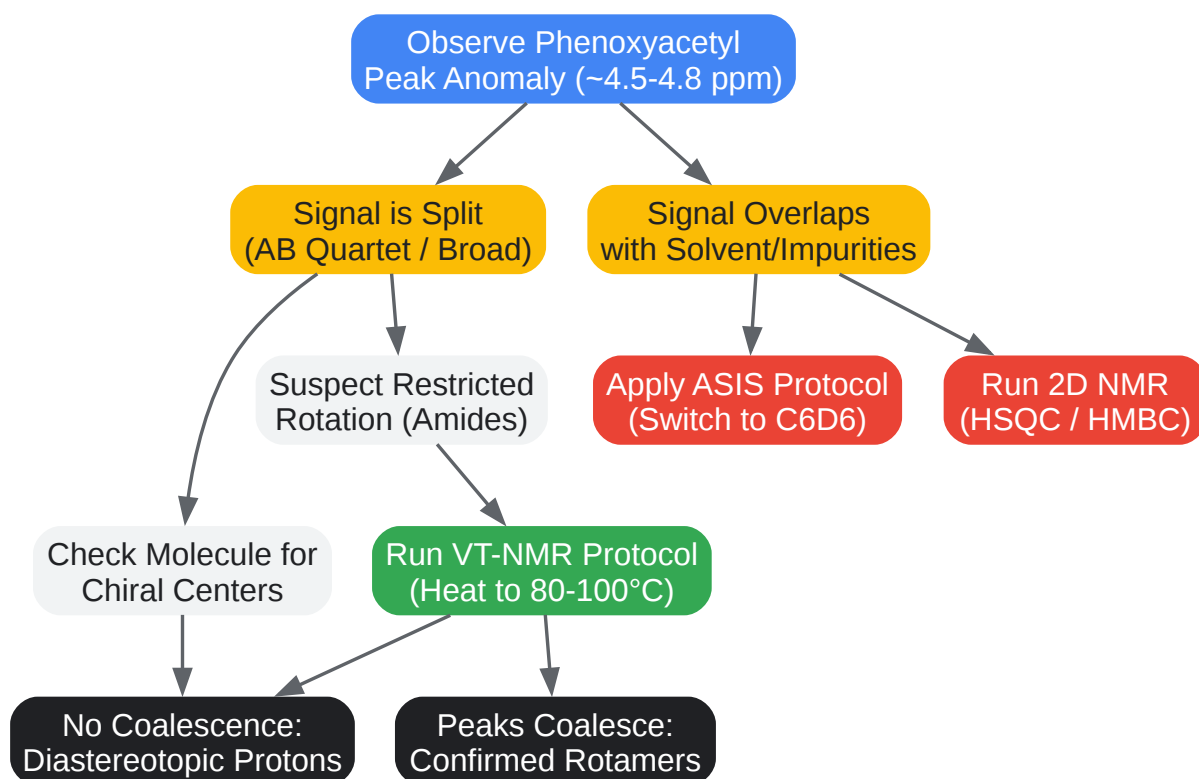 Observe Phenoxyacetyl
Peak Anomaly (~4.5-4.8 ppm)
Signal is Split
(AB Quartet / Broad)
Signal Overlaps
with Solvent/Impurities
Suspect Restricted
Rotation (Amides)
Apply ASIS Protocol
(Switch to C6D6)
Run 2D NMR
(HSQC / HMBC)
Check Molecule for
Chiral Centers
Run VT-NMR Protocol
(Heat to 80-100°C)
No Coalescence:
Diastereotopic Protons
Peaks Coalesce:
Confirmed Rotamers